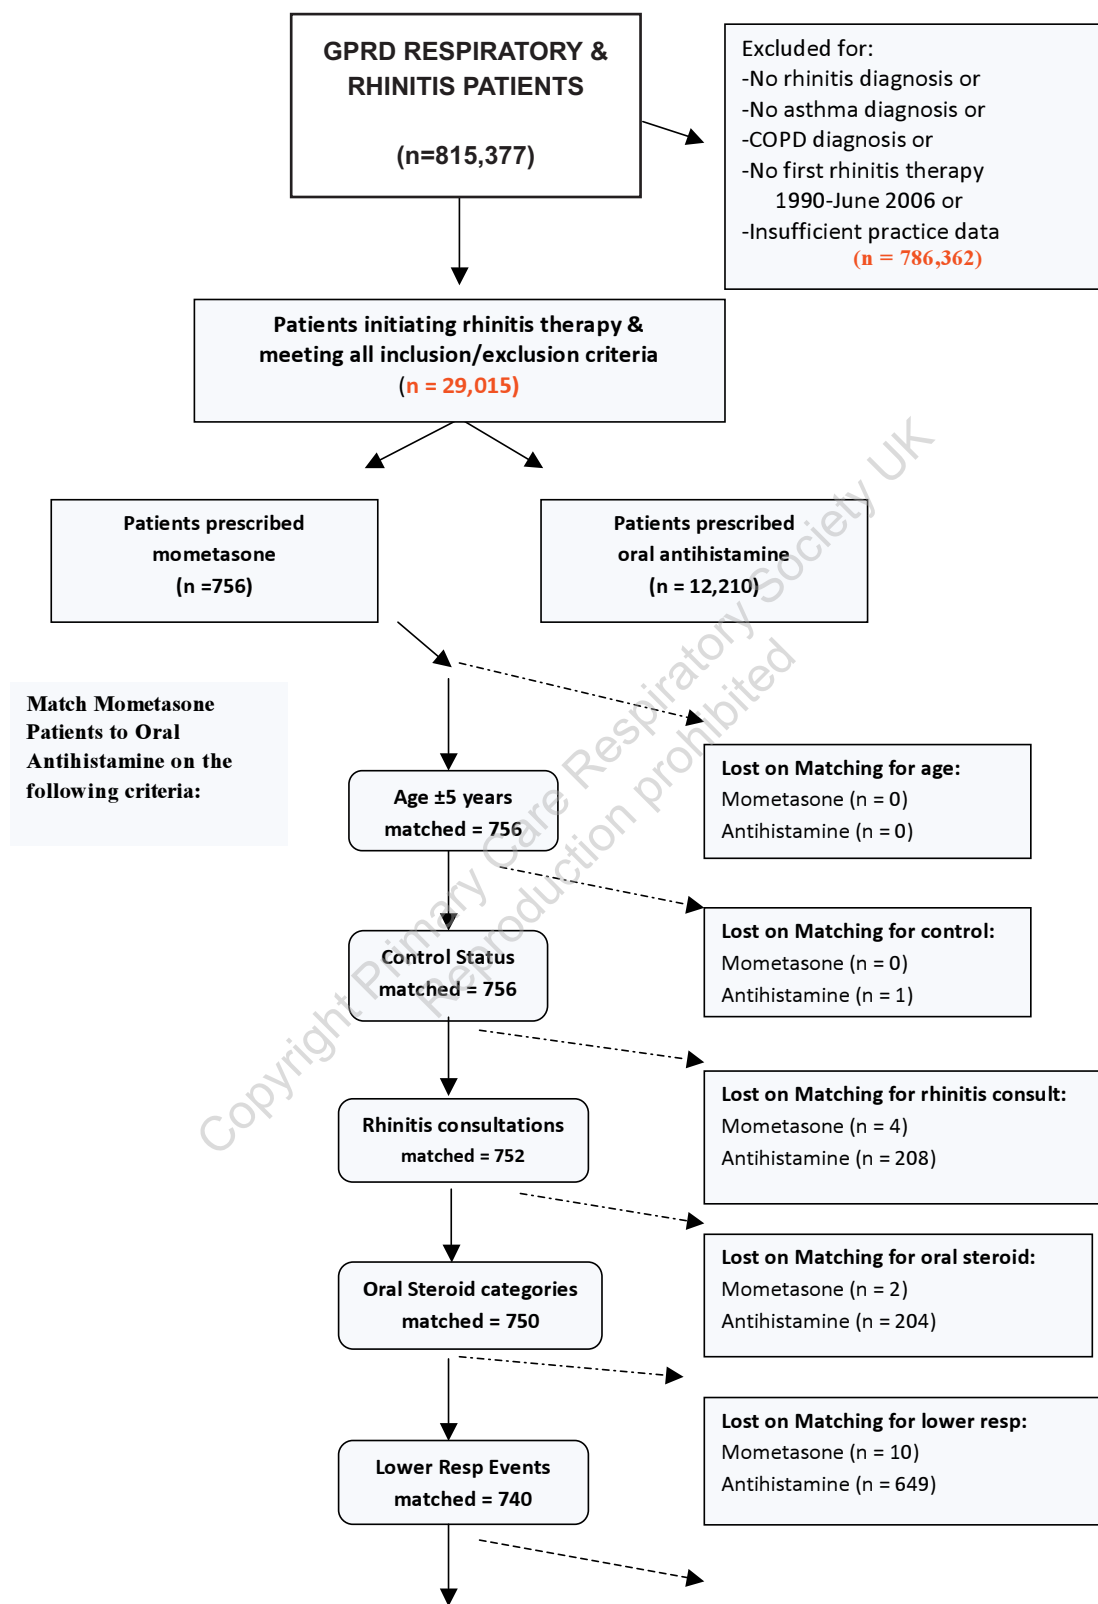 GPRD RESPIRATORY &
RHINITIS PATIENTS
(n=815,377)
Excluded for:
-No rhinitis diagnosis or
-No asthma diagnosis or
-COPD diagnosis or
-No first rhinitis therapy
1990-June 2006 or
-Insufficient practice data
(n = 786,362)
Patients initiating rhinitis therapy &
meeting all inclusion/exclusion criteria
(n = 29,015)
Patients prescribed
mometasone
(n =756)
Patients prescribed
oral antihistamine
(n = 12,210)
Match Mometasone
Patients to Oral
Antihistamine on the
following criteria:
Age ±5 years
matched = 756
Lost on Matching for age:
Mometasone (n = 0)
Antihistamine (n = 0)
Control Status
matched = 756
Lost on Matching for control:
Mometasone (n = 0)
Antihistamine (n = 1)
Rhinitis consultations
matched = 752
Lost on Matching for rhinitis consult:
Mometasone (n = 4)
Antihistamine (n = 208)
Oral Steroid categories
matched = 750
Lost on Matching for oral steroid:
Mometasone (n = 2)
Antihistamine (n = 204)
Lower Resp Events
matched = 740
Lost on Matching for lower resp:
Mometasone (n = 10)
Antihistamine (n = 649)
Copyright Primary Care Respiratory Society UK
Reproduction prohibited